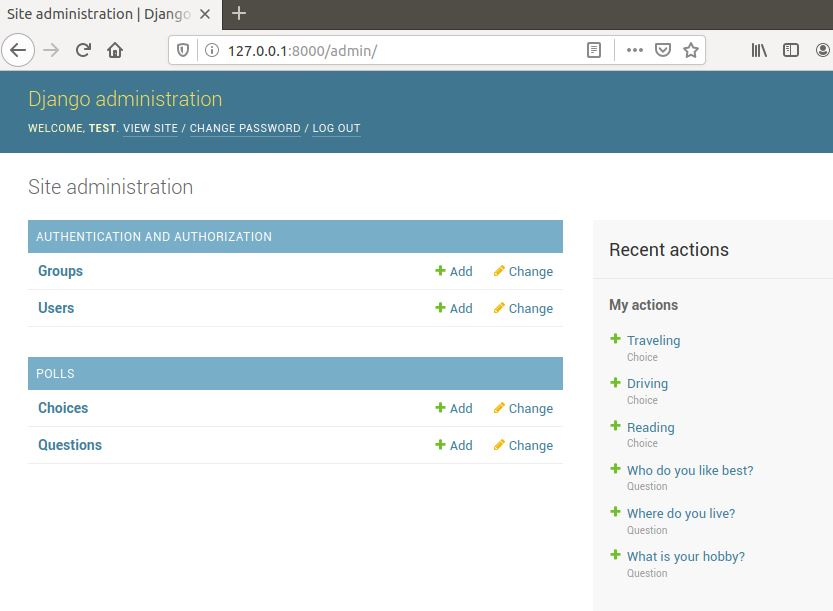 Site administration | Django
127.0.0.1:8000/admin/
Django administration
WELCOME, TEST. VIEW SITE / CHANGE PASSWORD / LOG OUT
Site administration
AUTHENTICATION AND AUTHORIZATION
Groups Add Change
Users Add Change
POLLS
Choices Add Change
Questions Add Change
Recent actions
My actions
Traveling
Choice
Driving
Choice
Reading
Choice
Who do you like best?
Question
Where do you live?
Question
What is your hobby?
Question